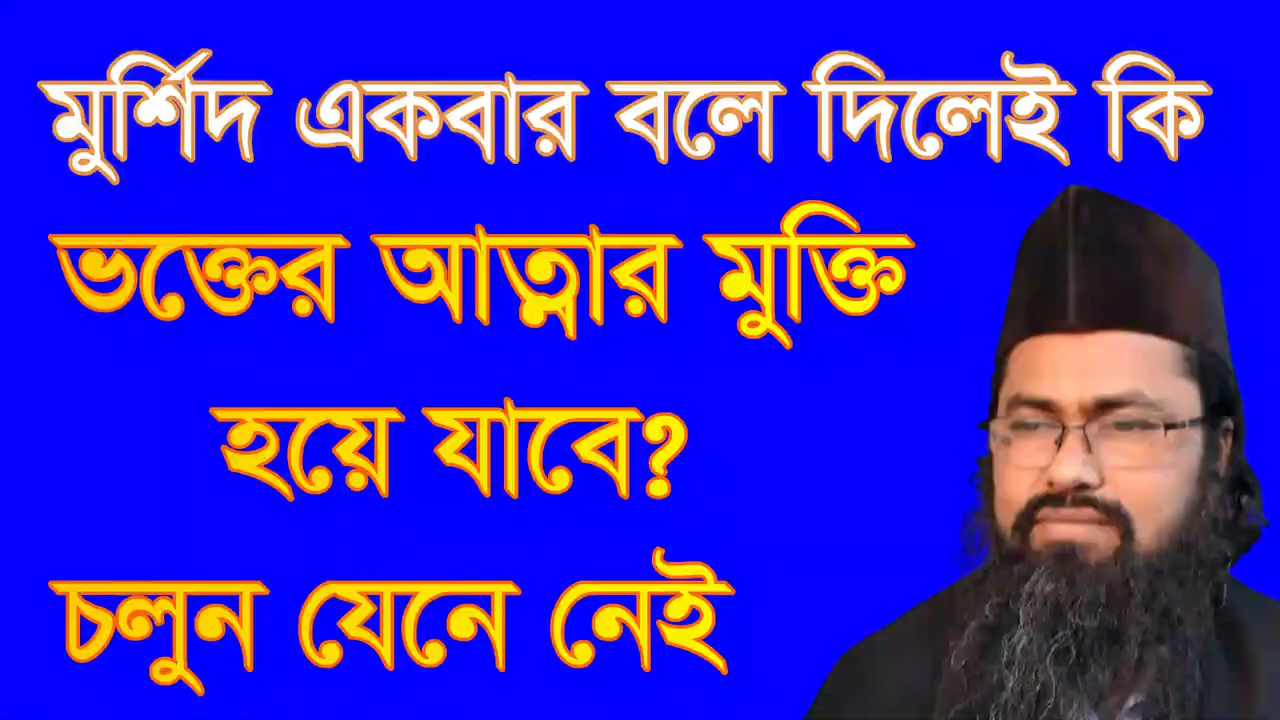 মুর্শিদ একবার বলে দিলেই কি
ভক্তের আত্নার মুক্তি
হয়ে যাবে?
চলুন যেনে নেই